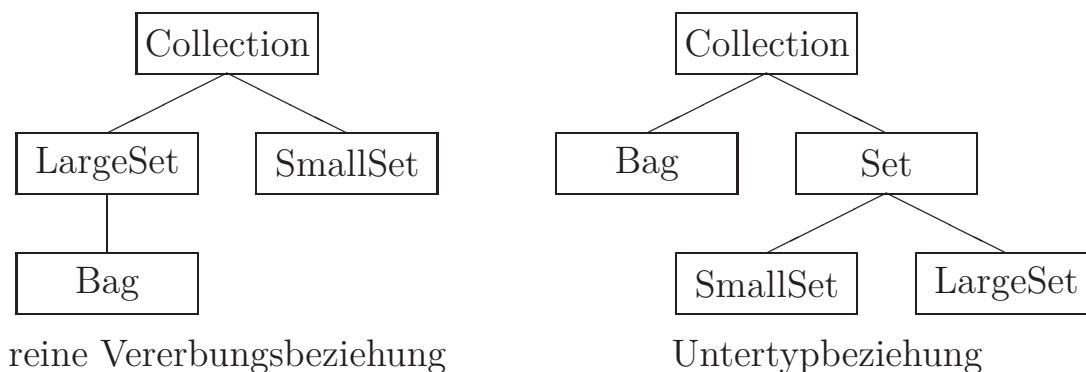 Collection Collection
LargeSet SmallSet Bag Set
Bag SmallSet LargeSet
reine Vererbungsbeziehung Untertypbeziehung